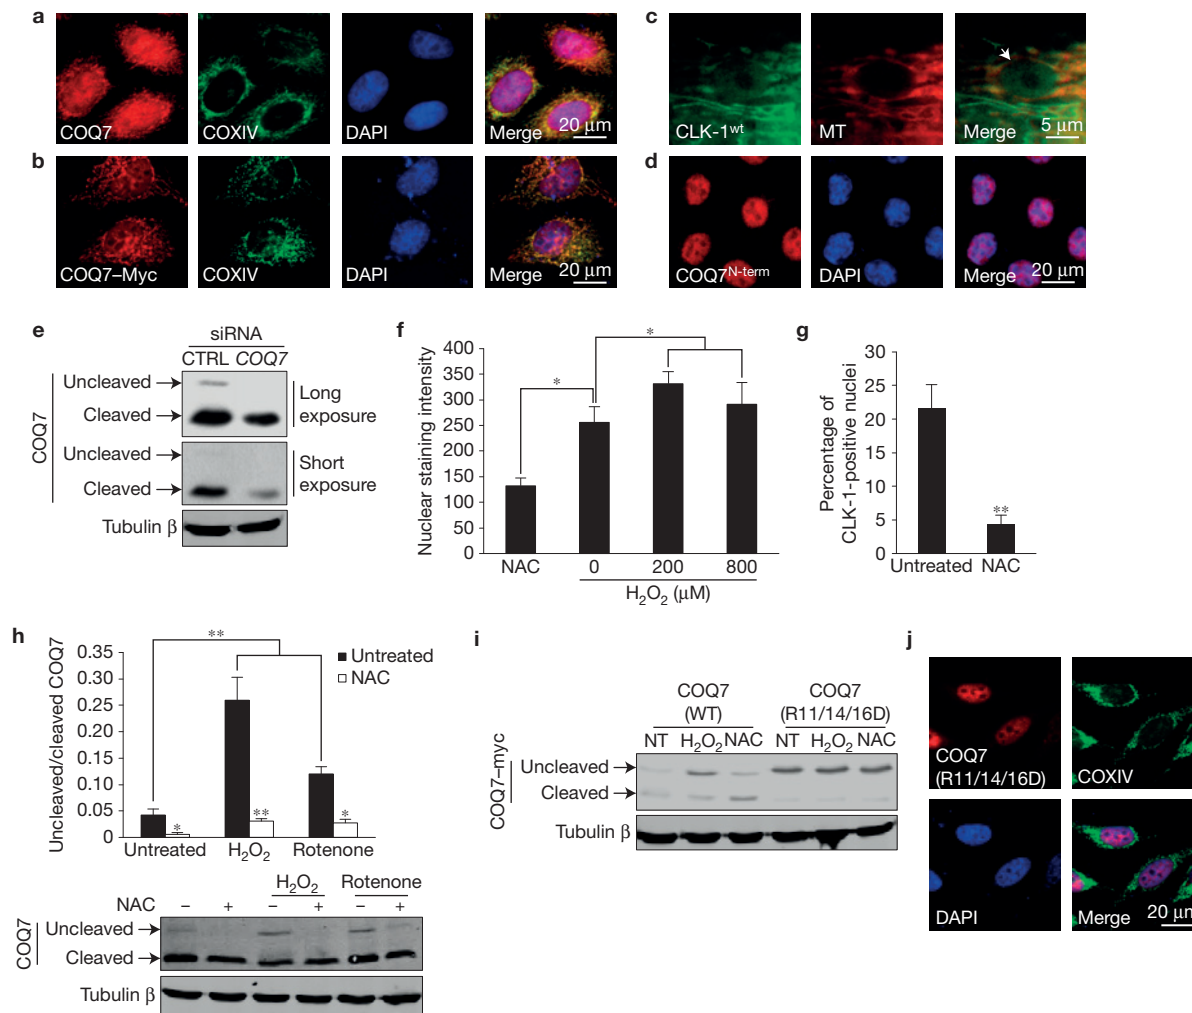 a
COQ7
COXIV
DAPI
Merge
20 µm
b
COQ7–Myc
COXIV
DAPI
Merge
20 µm
c
CLK-1wt
MT
Merge
5 µm
d
COQ7N-term
DAPI
Merge
20 µm
e
siRNA
CTRL COQ7
COQ7
Uncleaved
Cleaved
Long
exposure
Uncleaved
Cleaved
Short
exposure
Tubulin β
f
Nuclear staining intensity
400
350
300
250
200
150
100
50
0
*
*
NAC 0 200 800
H2O2 (µM)
g
Percentage of
CLK-1-positive nuclei
30
25
20
15
10
5
0
**
Untreated NAC
h
Uncleaved/cleaved COQ7
0.35
0.30
0.25
0.20
0.15
0.10
0.05
0
**
Untreated
NAC
*
**
*
Untreated H2O2 Rotenone
H2O2 Rotenone
NAC – + – + – +
COQ7
Uncleaved
Cleaved
Tubulin β
i
COQ7
(WT)
COQ7
(R11/14/16D)
NT H2O2 NAC NT H2O2 NAC
COQ7–myc
Uncleaved
Cleaved
Tubulin β
j
COQ7
(R11/14/16D)
COXIV
DAPI
Merge
20 µm